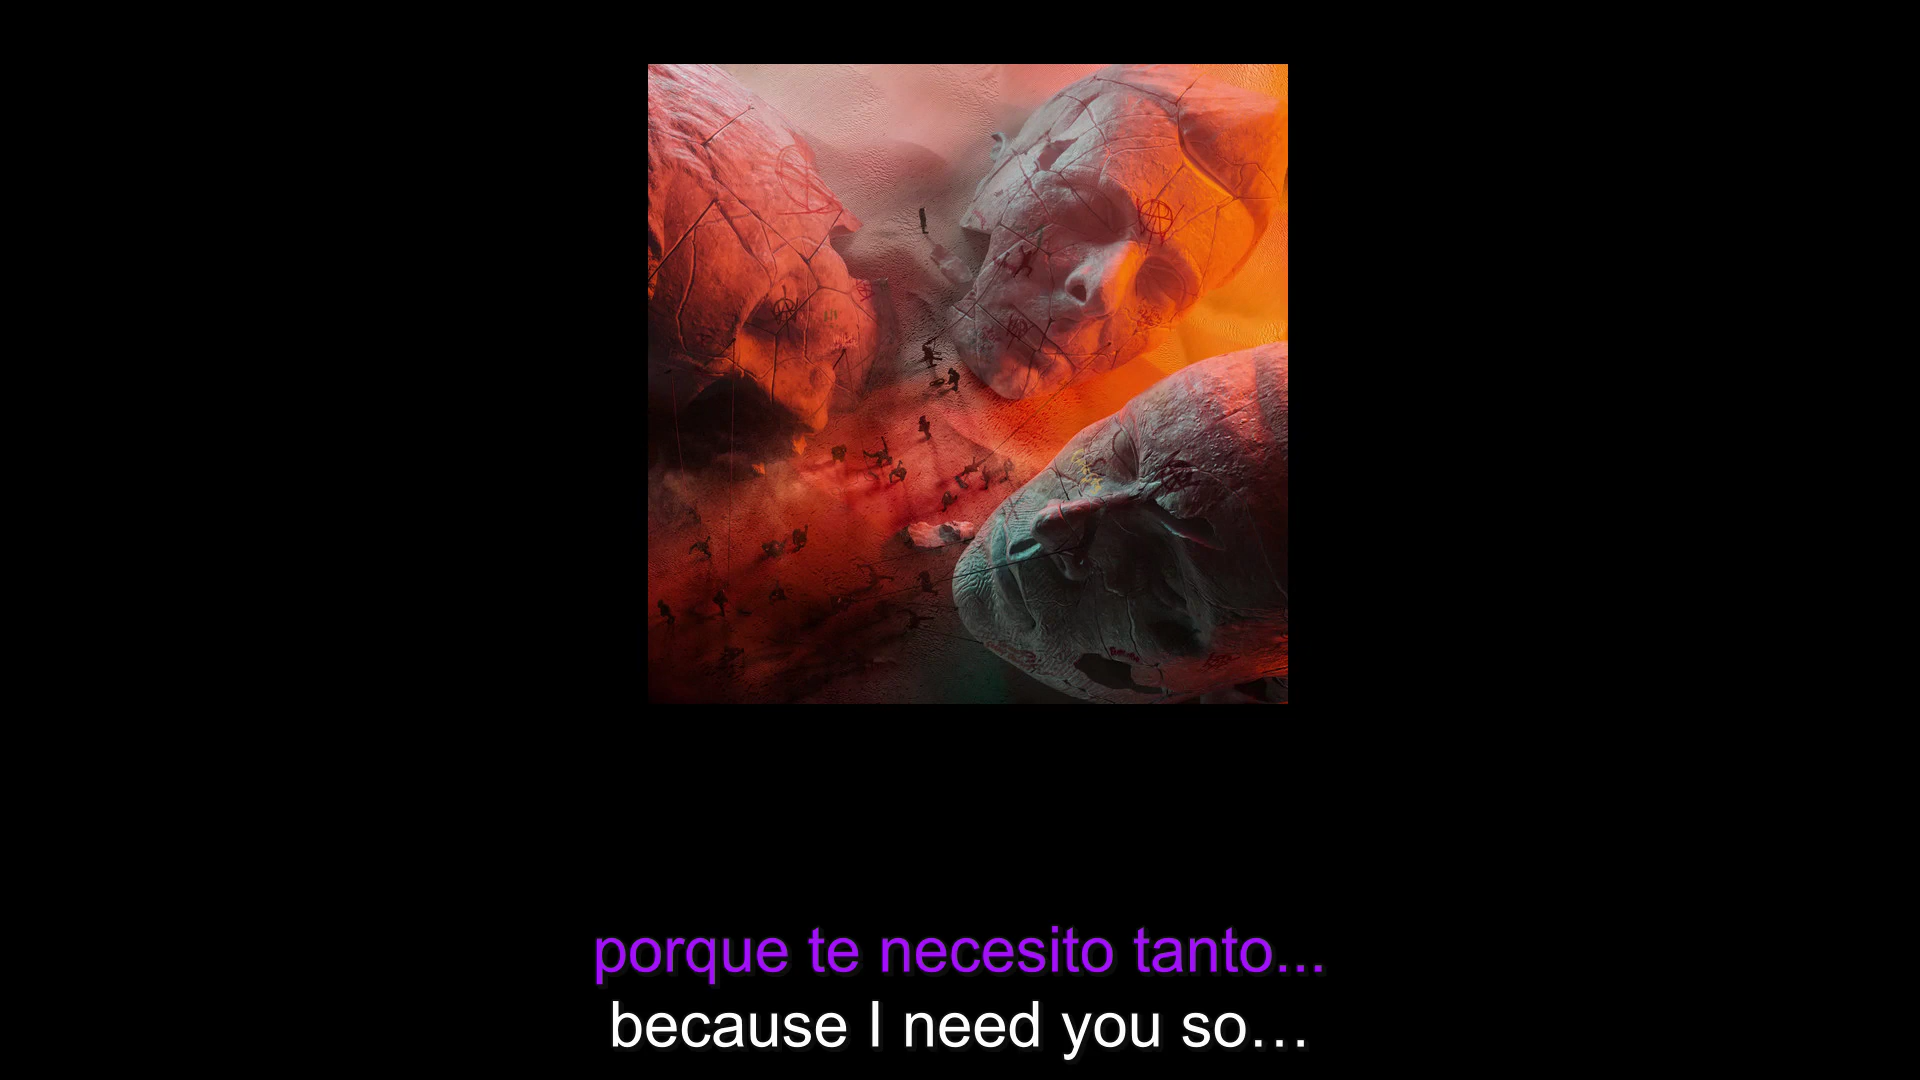 porque te necesito tanto...
because I need you so…